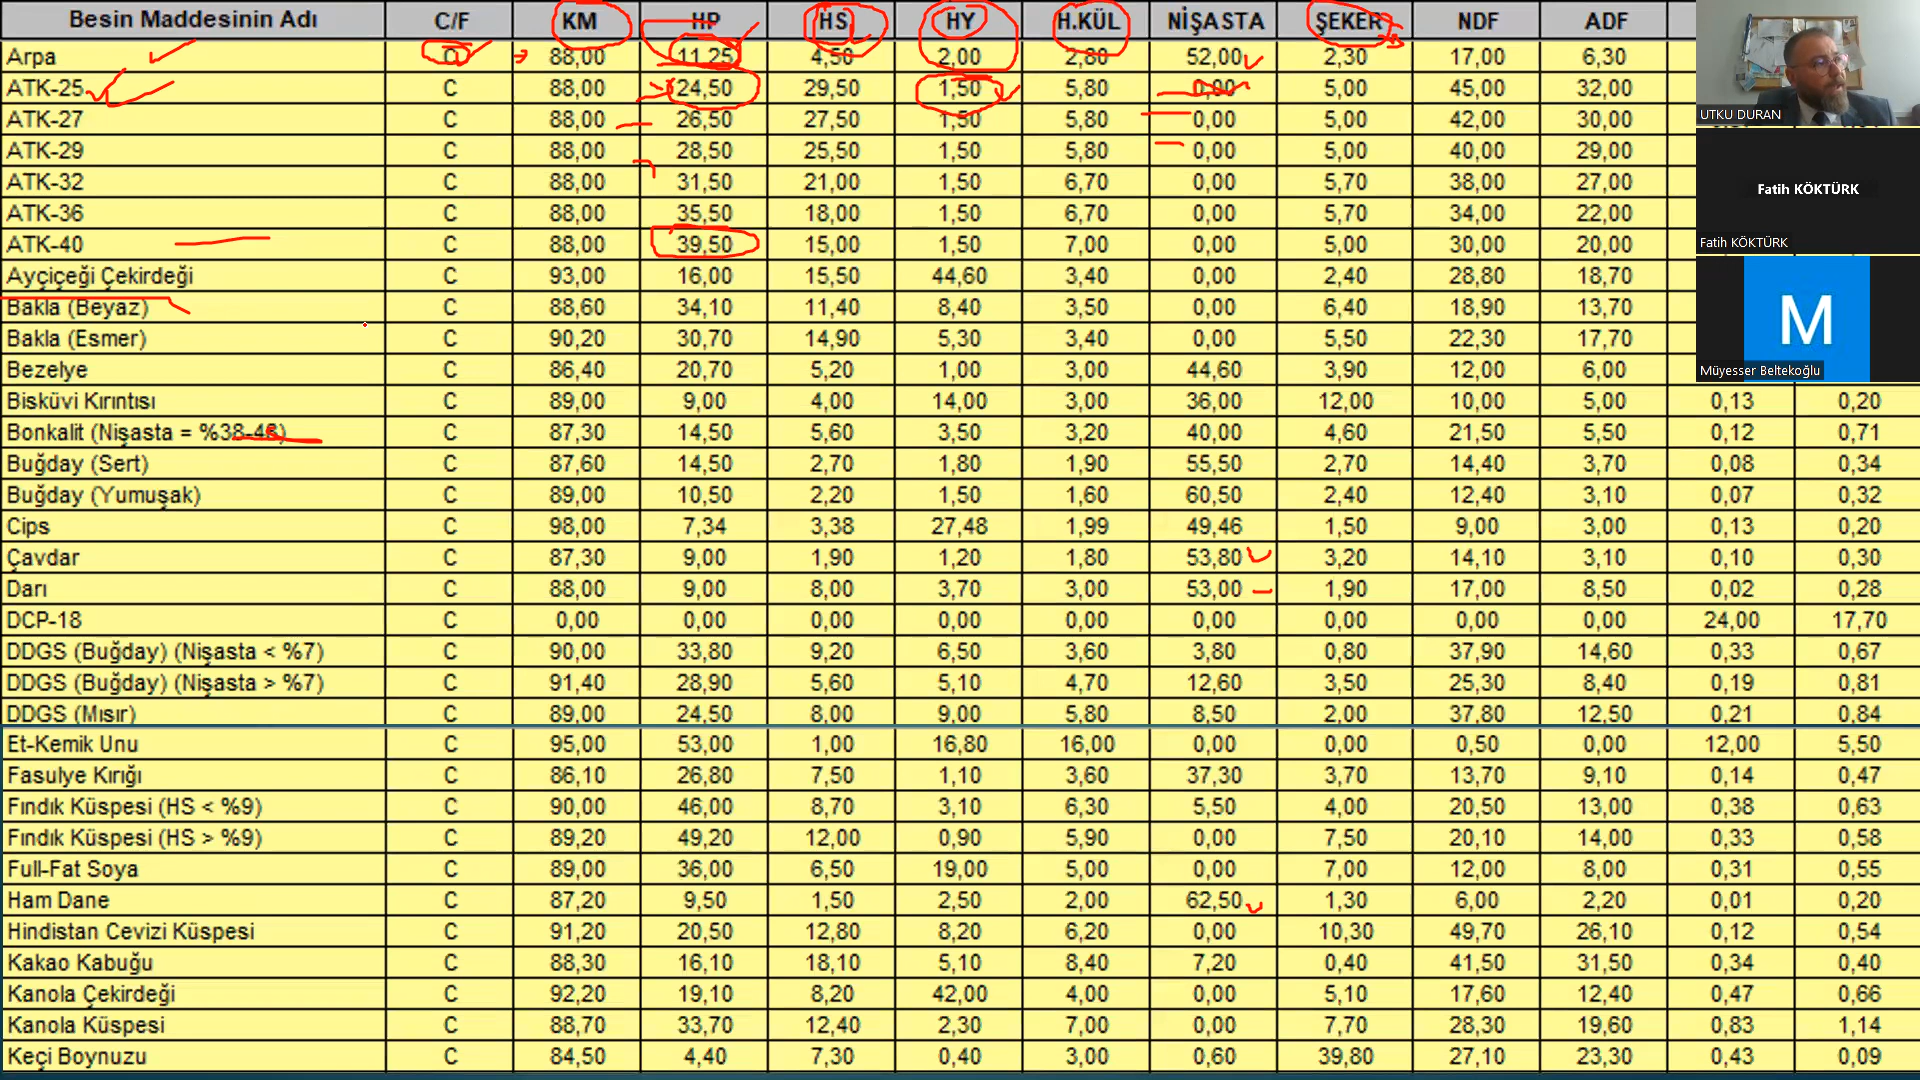 Besin Maddesinin Adı C/F KM HP HS HY H.KÜL NİŞASTA ŞEKER NDF ADF
Arpa C 88,00 11,25 4,50 2,00 2,80 52,00 2,30 17,00 6,30
ATK-25 C 88,00 24,50 29,50 1,50 5,80 0,00 5,00 45,00 32,00
ATK-27 C 88,00 26,50 27,50 1,50 5,80 0,00 5,00 42,00 30,00
ATK-29 C 88,00 28,50 25,50 1,50 5,80 0,00 5,00 40,00 29,00
ATK-32 C 88,00 31,50 21,00 1,50 6,70 0,00 5,70 38,00 27,00
ATK-36 C 88,00 35,50 18,00 1,50 6,70 0,00 5,70 34,00 22,00
ATK-40 C 88,00 39,50 15,00 1,50 7,00 0,00 5,00 30,00 20,00
Ayçiçeği Çekirdeği C 93,00 16,00 15,50 44,60 3,40 0,00 2,40 28,80 18,70
Bakla (Beyaz) C 88,60 34,10 11,40 8,40 3,50 0,00 6,40 18,90 13,70
Bakla (Esmer) C 90,20 30,70 14,90 5,30 3,40 0,00 5,50 22,30 17,70
Bezelye C 86,40 20,70 5,20 1,00 3,00 44,60 3,90 12,00 6,00
Bisküvi Kırıntısı C 89,00 9,00 4,00 14,00 3,00 36,00 12,00 10,00 5,00 0,13 0,20
Bonkalit (Nişasta = %38-48) C 87,30 14,50 5,60 3,50 3,20 40,00 4,60 21,50 5,50 0,12 0,71
Buğday (Sert) C 87,60 14,50 2,70 1,80 1,90 55,50 2,70 14,40 3,70 0,08 0,34
Buğday (Yumuşak) C 89,00 10,50 2,20 1,50 1,60 60,50 2,40 12,40 3,10 0,07 0,32
Cips C 98,00 7,34 3,38 27,48 1,99 49,46 1,50 9,00 3,00 0,13 0,20
Çavdar C 87,30 9,00 1,90 1,20 1,80 53,80 3,20 14,10 3,10 0,10 0,30
Darı C 88,00 9,00 8,00 3,70 3,00 53,00 1,90 17,00 8,50 0,02 0,28
DCP-18 C 0,00 0,00 0,00 0,00 0,00 0,00 0,00 0,00 0,00 24,00 17,70
DDGS (Buğday) (Nişasta < %7) C 90,00 33,80 9,20 6,50 3,60 3,80 0,80 37,90 14,60 0,33 0,67
DDGS (Buğday) (Nişasta > %7) C 91,40 28,90 5,60 5,10 4,70 12,60 3,50 25,30 8,40 0,19 0,81
DDGS (Mısır) C 89,00 24,50 8,00 9,00 5,80 8,50 2,00 37,80 12,50 0,21 0,84
Et-Kemik Unu C 95,00 53,00 1,00 16,80 16,00 0,00 0,00 0,50 0,00 12,00 5,50
Fasulye Kırığı C 86,10 26,80 7,50 1,10 3,60 37,30 3,70 13,70 9,10 0,14 0,47
Fındık Küspesi (HS < %9) C 90,00 46,00 8,70 3,10 6,30 5,50 4,00 20,50 13,00 0,38 0,63
Fındık Küspesi (HS > %9) C 89,20 49,20 12,00 0,90 5,90 0,00 7,50 20,10 14,00 0,33 0,58
Full-Fat Soya C 89,00 36,00 6,50 19,00 5,00 0,00 7,00 12,00 8,00 0,31 0,55
Ham Dane C 87,20 9,50 1,50 2,50 2,00 62,50 1,30 6,00 2,20 0,01 0,20
Hindistan Cevizi Küspesi C 91,20 20,50 12,80 8,20 6,20 0,00 10,30 49,70 26,10 0,12 0,54
Kakao Kabuğu C 88,30 16,10 18,10 5,10 8,40 7,20 0,40 41,50 31,50 0,34 0,40
Kanola Çekirdeği C 92,20 19,10 8,20 42,00 4,00 0,00 5,10 17,60 12,40 0,47 0,66
Kanola Küspesi C 88,70 33,70 12,40 2,30 7,00 0,00 7,70 28,30 19,60 0,83 1,14
Keçi Boynuzu C 84,50 4,40 7,30 0,40 3,00 0,60 39,80 27,10 23,30 0,43 0,09
UTKU DURAN
Fatih KÖKTÜRK
Fatih KÖKTÜRK
M
Müyesser Beltekoğlu